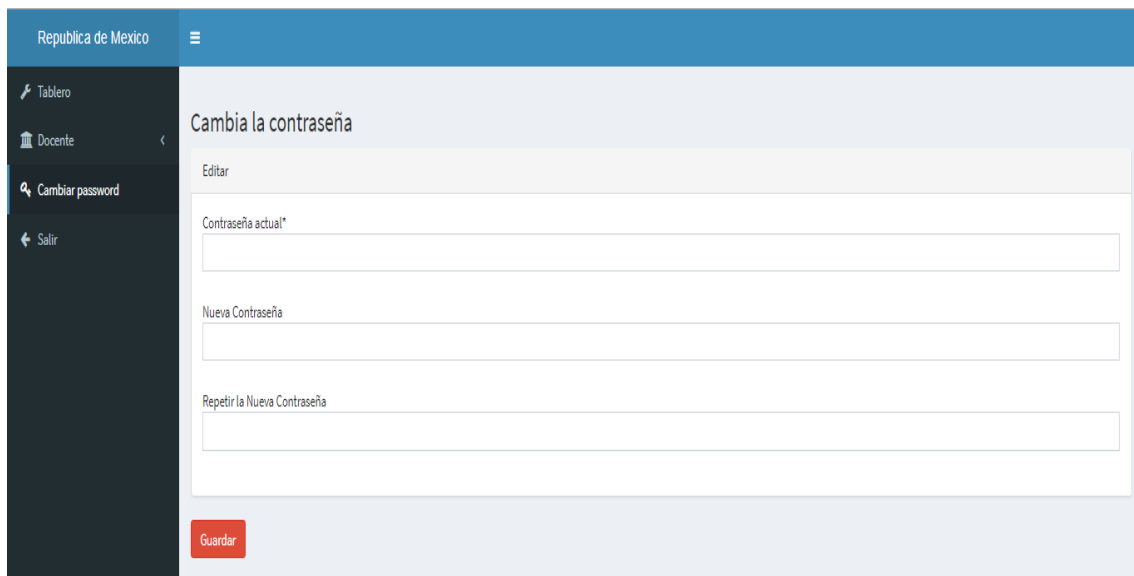 Republica de Mexico
Tablero
Docente
Cambiar password
Salir
Cambia la contraseña
Editar
Contraseña actual*
Nueva Contraseña
Repetir la Nueva Contraseña
Guardar